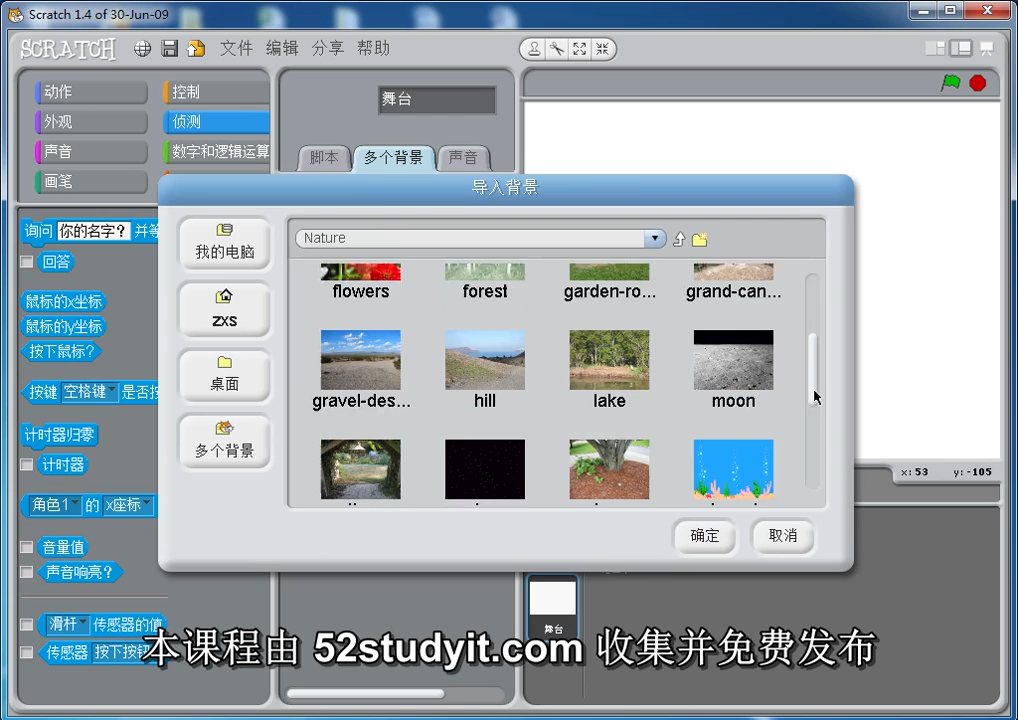 Scratch 1.4 of 30-Jun-09
SCRATCH 文件 编辑 分享 帮助
动作 控制
外观 侦测
声音 数字和逻辑运算
画笔
舞台
脚本 多个背景 声音
导入背景
我的电脑
ZXS
桌面
多个背景
Nature
flowers forest garden-ro... grand-can...
gravel-des... hill lake moon
确定 取消
询问 你的名字? 并等
回答
鼠标的x坐标
鼠标的y坐标
按下鼠标?
按键 空格键 是否按
计时器归零
计时器
角色1 的 x座标
音量值
声音响亮?
滑杆 传感器的值
传感器 按下按钮
x: 53 y: -105
舞台
本课程由 52studyit.com 收集并免费发布